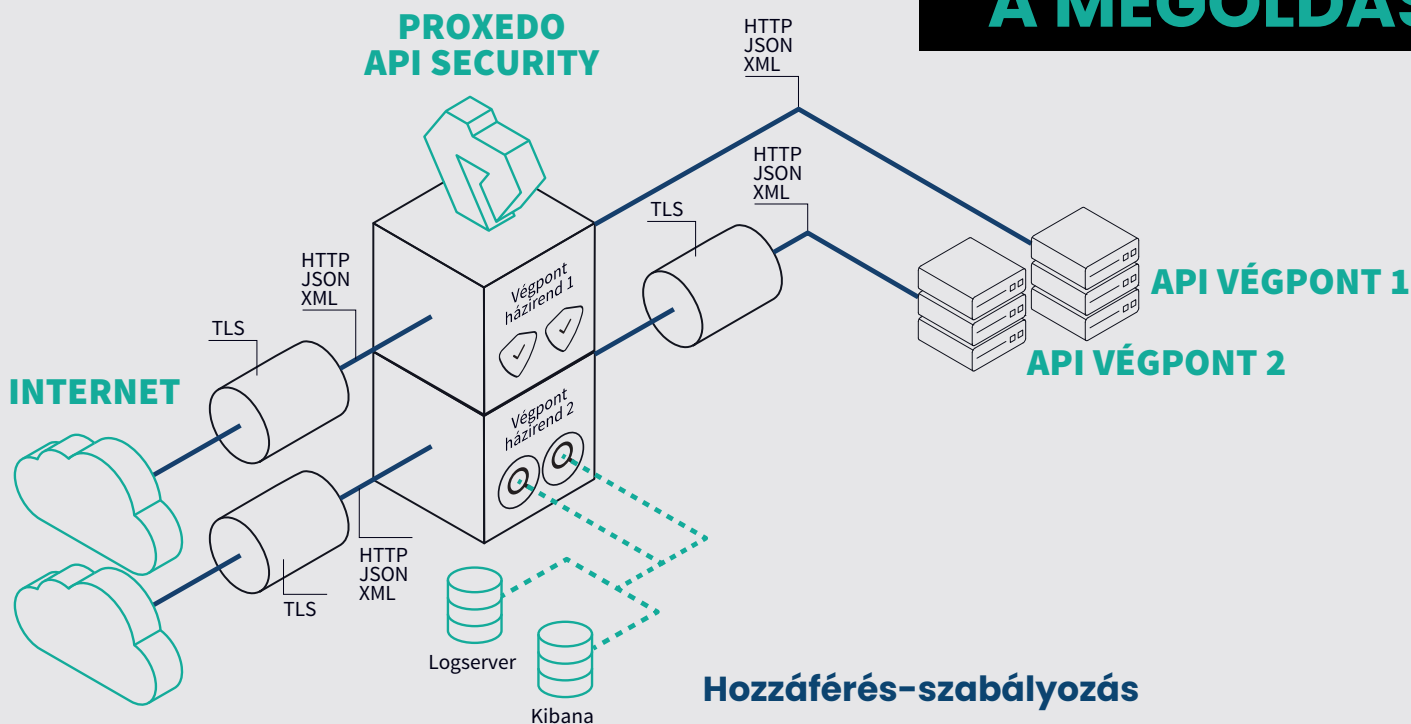 A MEGOLDÁS
PROXEDO
API SECURITY
HTTP
JSON
XML
HTTP
JSON
XML
TLS
HTTP
JSON
XML
TLS
INTERNET
Végpont
házirend 1
Végpont
házirend 2
API VÉGPONT 1
API VÉGPONT 2
HTTP
JSON
XML
TLS
Logserver
Kibana
Hozzáférés-szabályozás